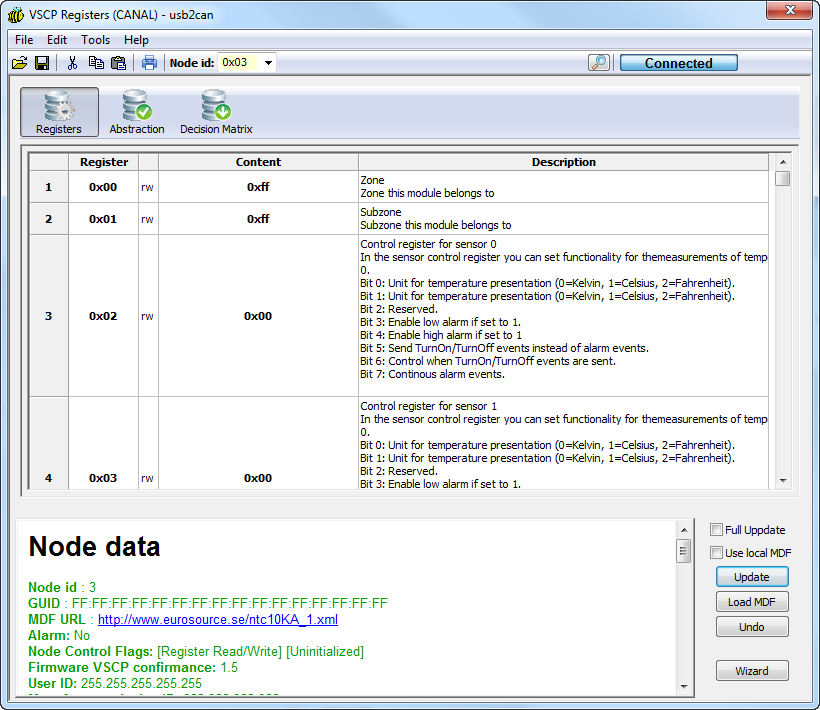 VSCP Registers (CANAL) - usb2can
File Edit Tools Help
Node id: 0x03 Connected
Registers Abstraction Decision Matrix
Register Content Description
1 0x00 rw 0xff Zone
Zone this module belongs to
2 0x01 rw 0xff Subzone
Subzone this module belongs to
Control register for sensor 0
In the sensor control register you can set functionality for themeasurements of temp
0.
Bit 0: Unit for temperature presentation (0=Kelvin, 1=Celsius, 2=Fahrenheit).
Bit 1: Unit for temperature presentation (0=Kelvin, 1=Celsius, 2=Fahrenheit).
Bit 2: Reserved.
3 0x02 rw 0x00 Bit 3: Enable low alarm if set to 1.
Bit 4: Enable high alarm if set to 1
Bit 5: Send TurnOn/TurnOff events instead of alarm events.
Bit 6: Control when TurnOn/TurnOff events are sent.
Bit 7: Continous alarm events.
Control register for sensor 1
In the sensor control register you can set functionality for themeasurements of temp
0.
Bit 0: Unit for temperature presentation (0=Kelvin, 1=Celsius, 2=Fahrenheit).
Bit 1: Unit for temperature presentation (0=Kelvin, 1=Celsius, 2=Fahrenheit).
Bit 2: Reserved.
4 0x03 rw 0x00 Bit 3: Enable low alarm if set to 1.
Node data
Node id : 3
GUID : FF:FF:FF:FF:FF:FF:FF:FF:FF:FF:FF:FF:FF:FF:FF:FF
MDF URL : http://www.eurosource.se/ntc10KA_1.xml
Alarm: No
Node Control Flags: [Register Read/Write] [Uninitialized]
Firmware VSCP confirmance: 1.5
User ID: 255.255.255.255.255
Full Uppdate
Use local MDF
Update
Load MDF
Undo
Wizard